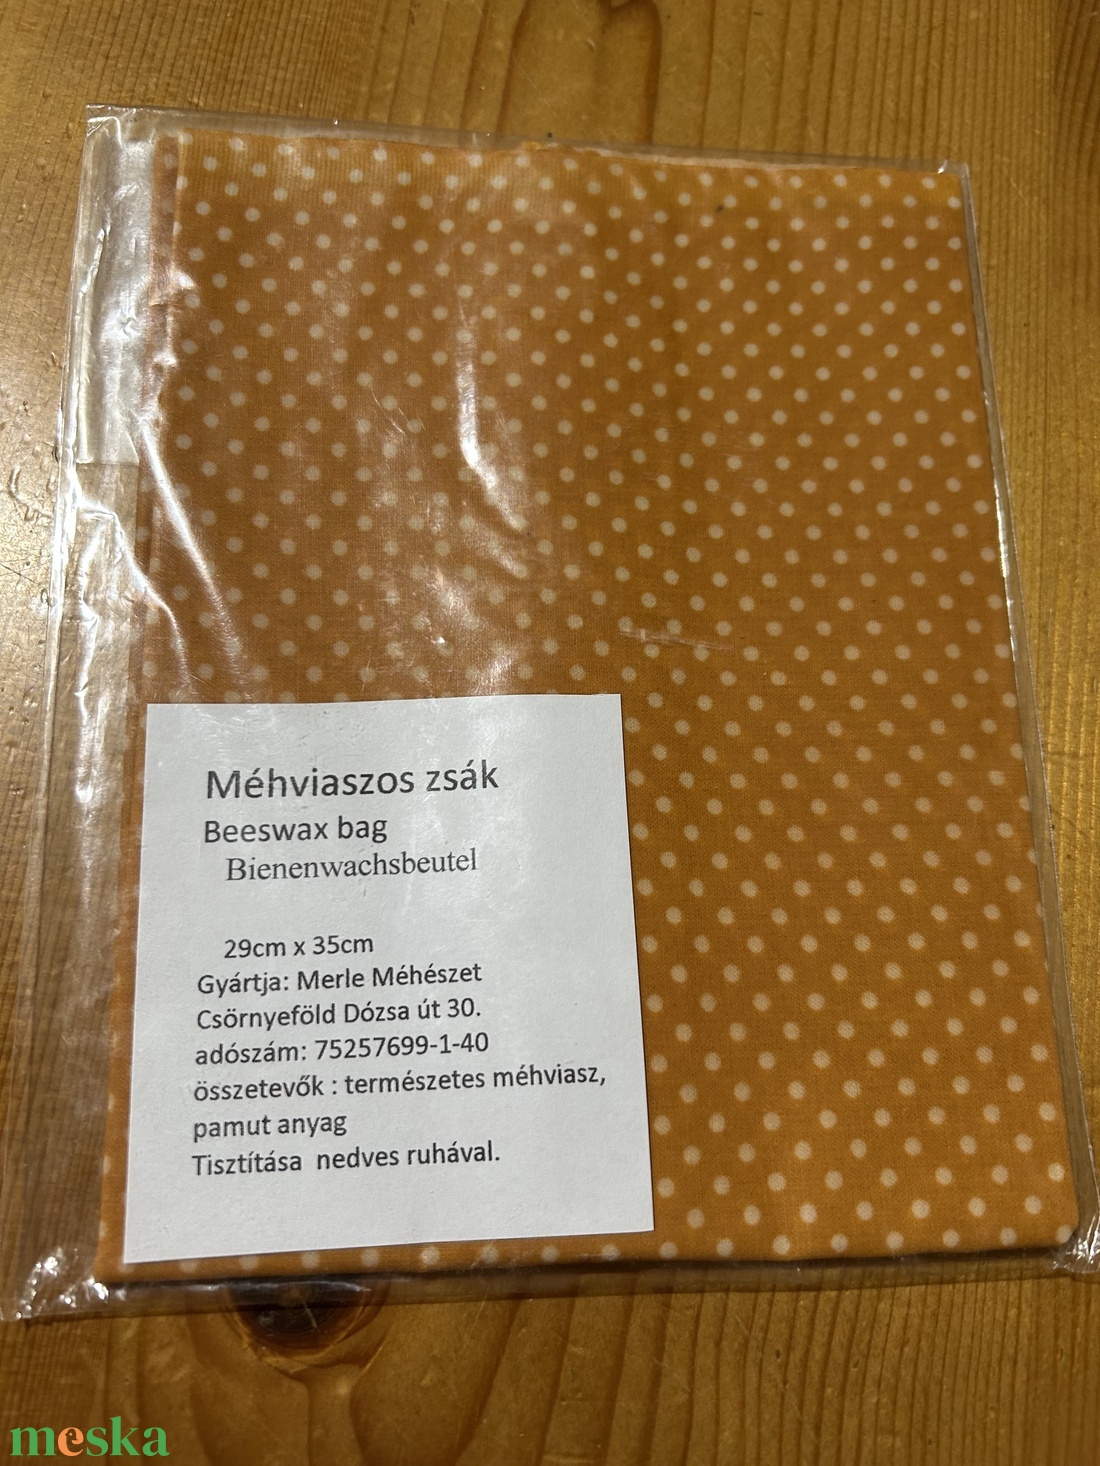 Méhviaszos zsák
Beeswax bag
Bienenwachsbeutel
29cm x 35cm
Gyártja: Merle Méhészet
Csörnyeföld Dózsa út 30.
adószám: 75257699-1-40
összetevők : természetes méhviasz,
pamut anyag
Tisztítása nedves ruhával.
meska